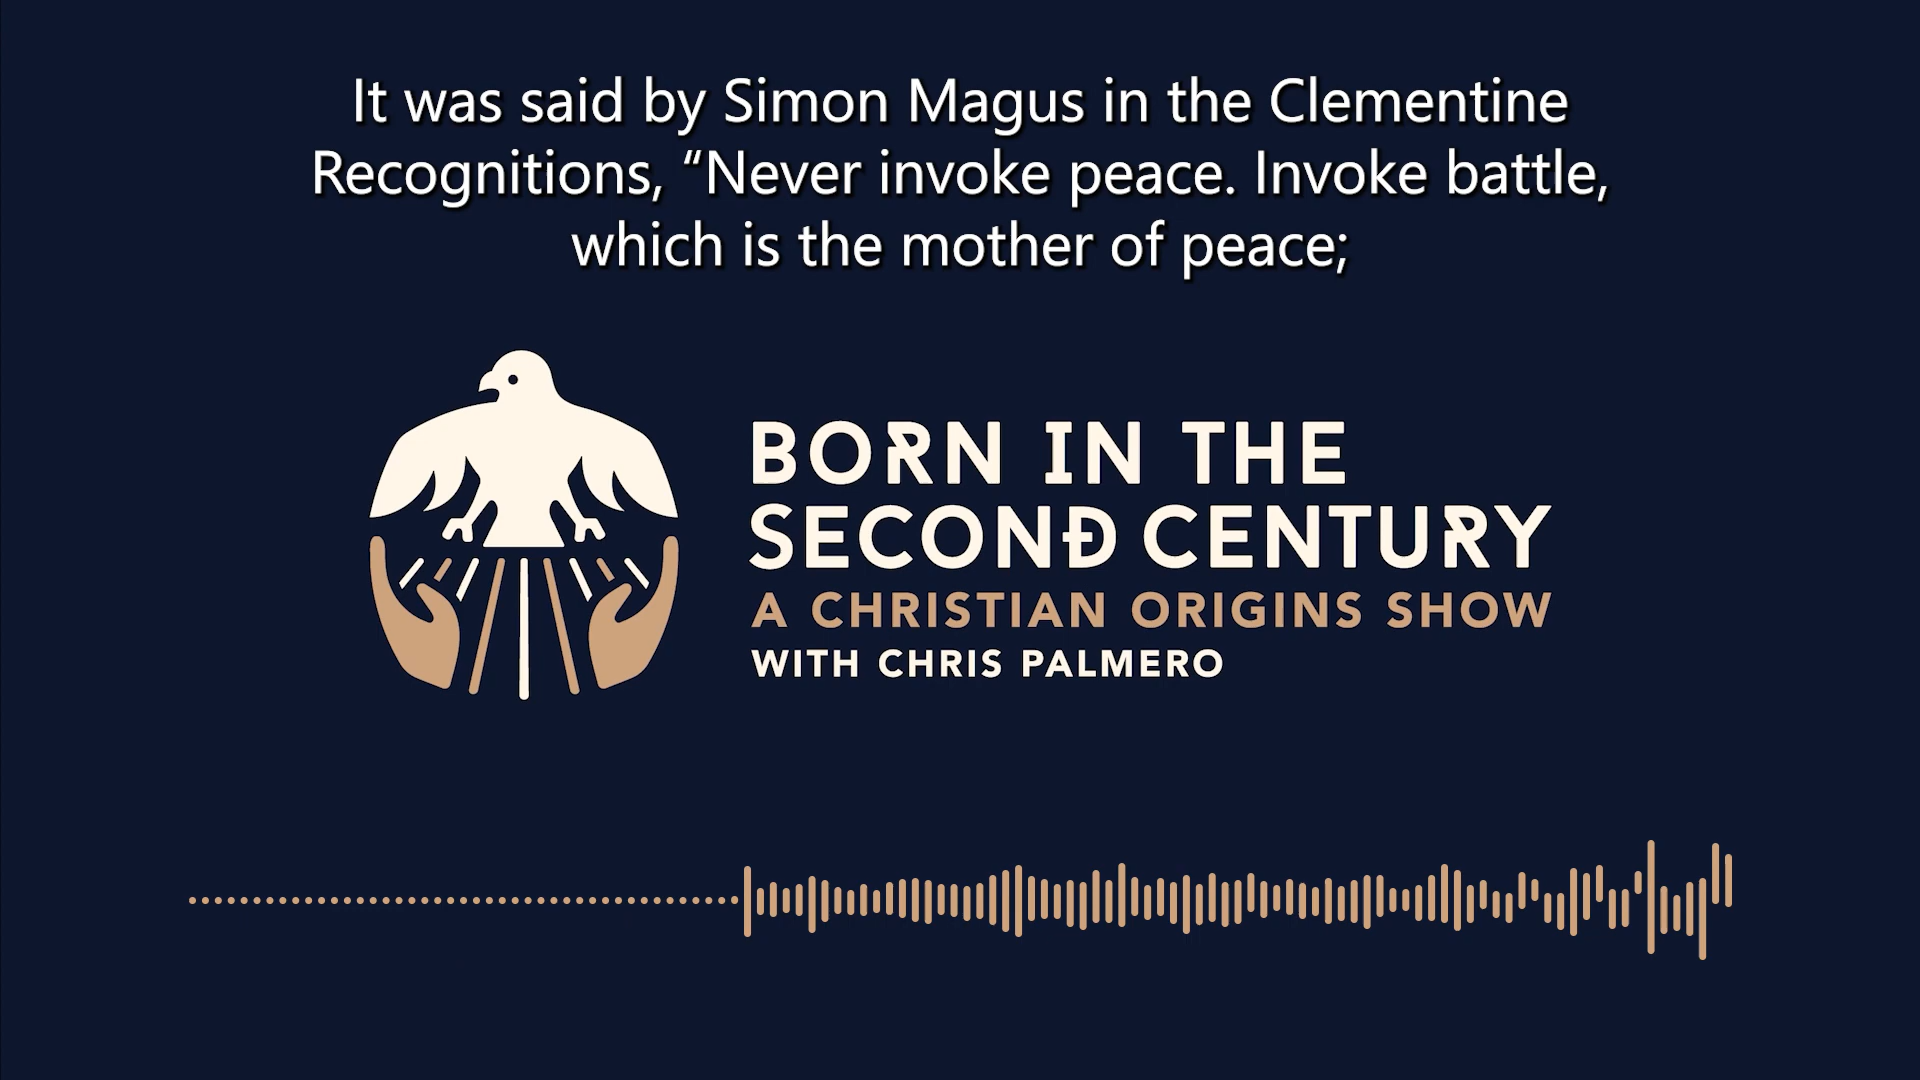 It was said by Simon Magus in the Clementine
Recognitions, “Never invoke peace. Invoke battle,
which is the mother of peace;
BORN IN THE
SECOND CENTURY
A CHRISTIAN ORIGINS SHOW
WITH CHRIS PALMERO